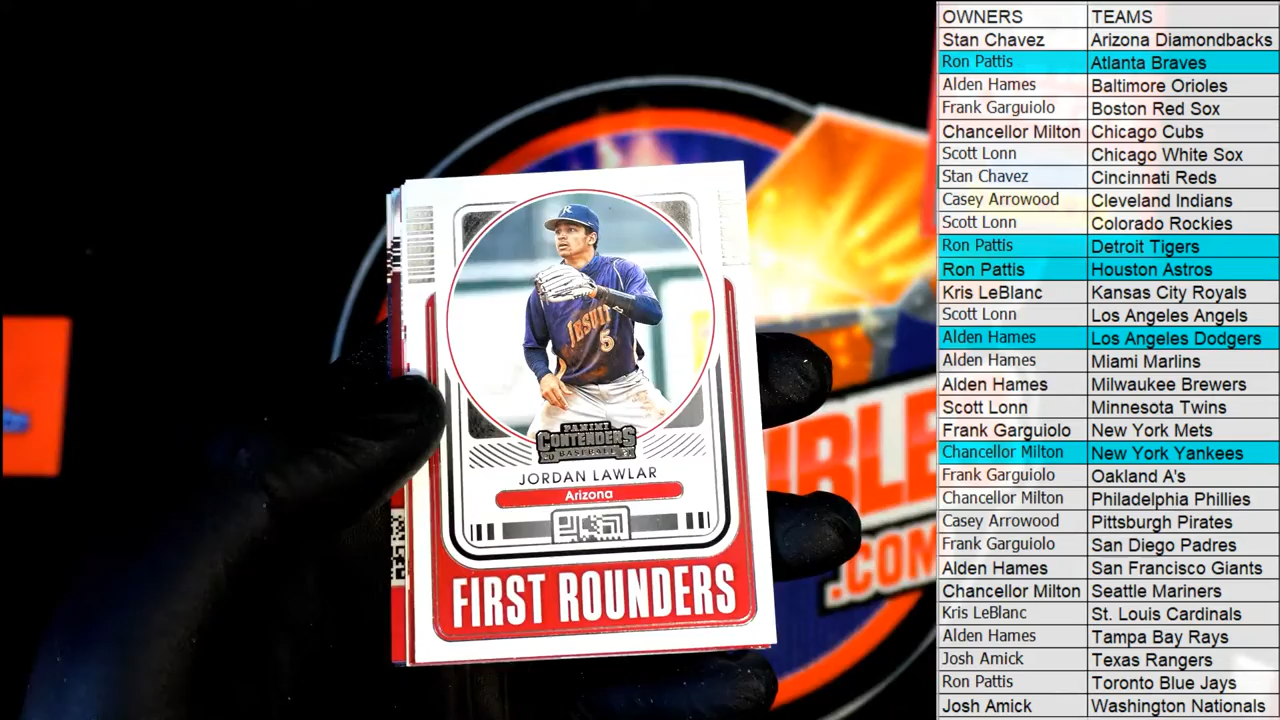 JESUIT
5
PANINI
CONTENDERS
BASEBALL
JORDAN LAWLAR
Arizona
FIRST ROUNDERS
.COM
OWNERS TEAMS
Stan Chavez Arizona Diamondbacks
Ron Pattis Atlanta Braves
Alden Hames Baltimore Orioles
Frank Garguiolo Boston Red Sox
Chancellor Milton Chicago Cubs
Scott Lonn Chicago White Sox
Stan Chavez Cincinnati Reds
Casey Arrowood Cleveland Indians
Scott Lonn Colorado Rockies
Ron Pattis Detroit Tigers
Ron Pattis Houston Astros
Kris LeBlanc Kansas City Royals
Scott Lonn Los Angeles Angels
Alden Hames Los Angeles Dodgers
Alden Hames Miami Marlins
Alden Hames Milwaukee Brewers
Scott Lonn Minnesota Twins
Frank Garguiolo New York Mets
Chancellor Milton New York Yankees
Frank Garguiolo Oakland A's
Chancellor Milton Philadelphia Phillies
Casey Arrowood Pittsburgh Pirates
Frank Garguiolo San Diego Padres
Alden Hames San Francisco Giants
Chancellor Milton Seattle Mariners
Kris LeBlanc St. Louis Cardinals
Alden Hames Tampa Bay Rays
Josh Amick Texas Rangers
Ron Pattis Toronto Blue Jays
Josh Amick Washington Nationals